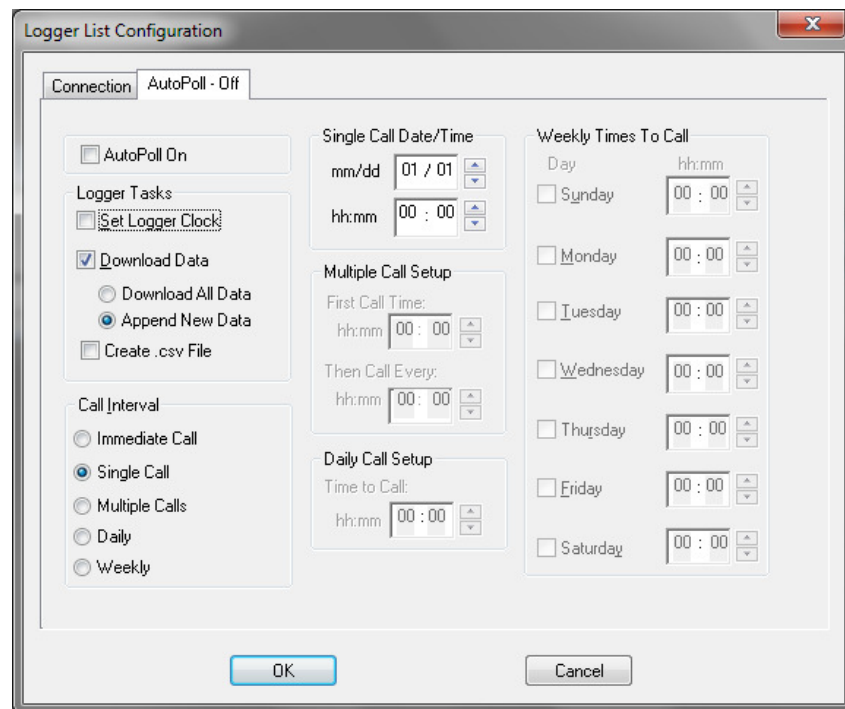 Logger List Configuration
X
Connection
AutoPoll - Off
AutoPoll On
Logger Tasks
Set Logger Clock
Download Data
Download All Data
Append New Data
Create .csv File
Call Interval
Immediate Call
Single Call
Multiple Calls
Daily
Weekly
Single Call Date/Time
mm/dd 01 / 01
hh:mm 00 : 00
Multiple Call Setup
First Call Time:
hh:mm 00 : 00
Then Call Every:
hh:mm 00 : 00
Daily Call Setup
Time to Call:
hh:mm 00 : 00
Weekly Times To Call
Day hh:mm
Sunday 00 : 00
Monday 00 : 00
Tuesday 00 : 00
Wednesday 00 : 00
Thursday 00 : 00
Friday 00 : 00
Saturday 00 : 00
OK
Cancel